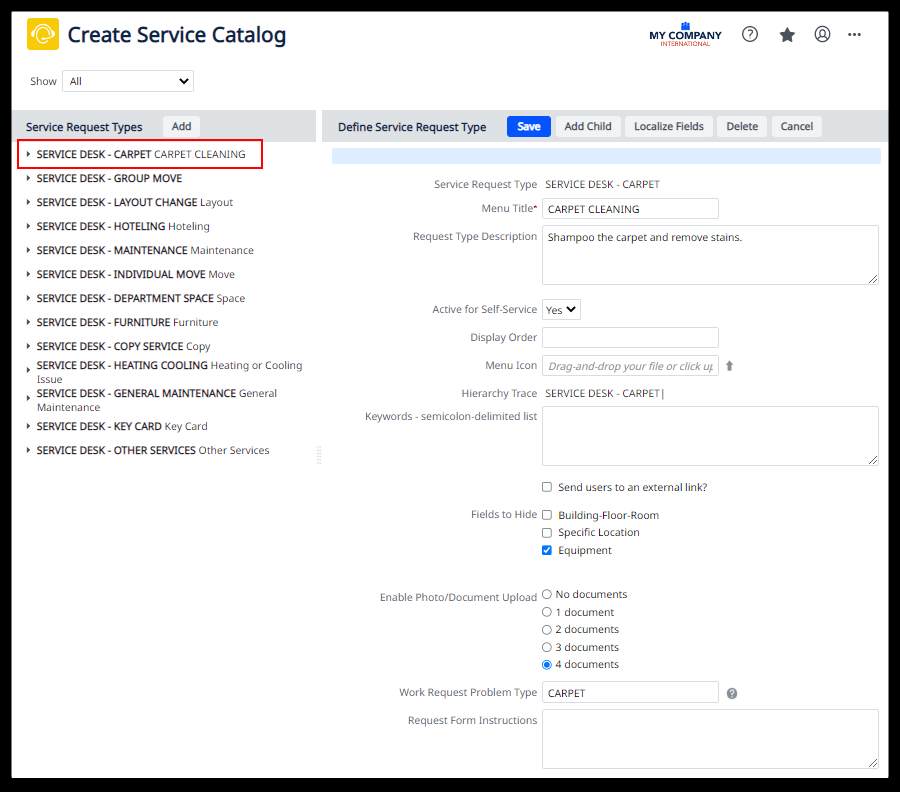 Create Service Catalog
MY COMPANY
INTERNATIONAL
Show All
Service Request Types Add
SERVICE DESK - CARPET CARPET CLEANING
SERVICE DESK - GROUP MOVE
SERVICE DESK - LAYOUT CHANGE Layout
SERVICE DESK - HOTELING Hoteling
SERVICE DESK - MAINTENANCE Maintenance
SERVICE DESK - INDIVIDUAL MOVE Move
SERVICE DESK - DEPARTMENT SPACE Space
SERVICE DESK - FURNITURE Furniture
SERVICE DESK - COPY SERVICE Copy
SERVICE DESK - HEATING COOLING Heating or Cooling
Issue
SERVICE DESK - GENERAL MAINTENANCE General
Maintenance
SERVICE DESK - KEY CARD Key Card
SERVICE DESK - OTHER SERVICES Other Services
Define Service Request Type Save Add Child Localize Fields Delete Cancel
Service Request Type SERVICE DESK - CARPET
Menu Title* CARPET CLEANING
Request Type Description Shampoo the carpet and remove stains.
Active for Self-Service Yes
Display Order
Menu Icon Drag-and-drop your file or click up
Hierarchy Trace SERVICE DESK - CARPET|
Keywords - semicolon-delimited list
Send users to an external link?
Fields to Hide Building-Floor-Room
Specific Location
Equipment
Enable Photo/Document Upload No documents
1 document
2 documents
3 documents
4 documents
Work Request Problem Type CARPET ?
Request Form Instructions